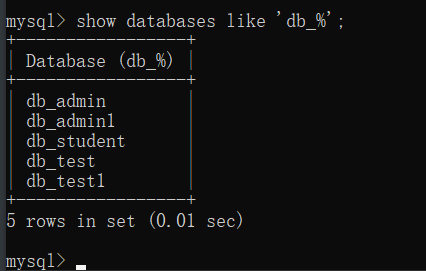 mysql> show databases like 'db_%';
+-----------------+
| Database (db_%) |
+-----------------+
| db_admin        |
| db_admin1       |
| db_student      |
| db_test         |
| db_test1        |
+-----------------+
5 rows in set (0.01 sec)
mysql>